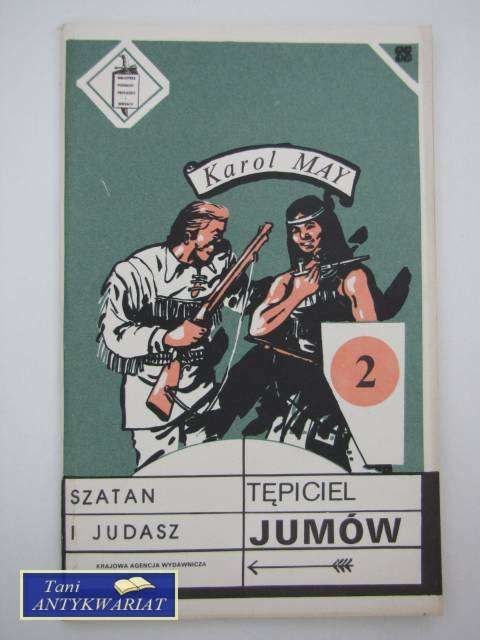 Karol MAY
2
SZATAN
I JUDASZ
TĘPICIEL
JUMÓW
KRAJOWA AGENCJA WYDAWNICZA
Tani
ANTYKWARIAT